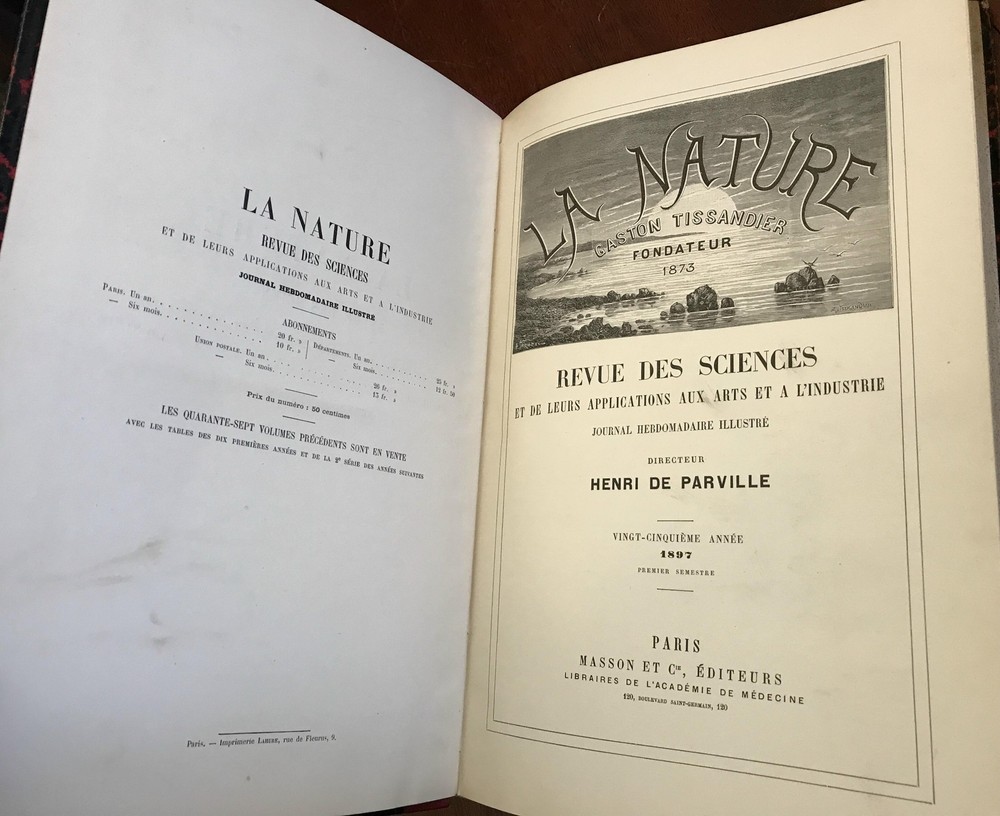 LA NATURE
REVUE DES SCIENCES
ET DE LEURS APPLICATIONS AUX ARTS ET A L'INDUSTRIE
JOURNAL HEBDOMADAIRE ILLUSTRÉ
ABONNEMENTS
PARIS. Un an. . . . . . . . . . . . . 20 fr. »
— Six mois. . . . . . . . . . . . 10 fr. »
DÉPARTEMENTS. Un an. . . . . . . . . . 25 fr. »
— Six mois. . . . . . . . . . 12 fr. 50
UNION POSTALE. Un an. . . . . . . . . . . . . 26 fr. »
— Six mois. . . . . . . . . . . . . 13 fr. »
Prix du numéro : 50 centimes
LES QUARANTE-SEPT VOLUMES PRÉCÉDENTS SONT EN VENTE
AVEC LES TABLES DES DIX PREMIÈRES ANNÉES ET DE LA 2e SÉRIE DES ANNÉES SUIVANTES
Paris. — Imprimerie LAHURE, rue de Fleurus, 9.
LA NATURE
GASTON TISSANDIER
FONDATEUR
1873
REVUE DES SCIENCES
ET DE LEURS APPLICATIONS AUX ARTS ET A L'INDUSTRIE
JOURNAL HEBDOMADAIRE ILLUSTRÉ
DIRECTEUR
HENRI DE PARVILLE
VINGT-CINQUIÈME ANNÉE
1897
PREMIER SEMESTRE
PARIS
MASSON ET Cie, ÉDITEURS
LIBRAIRES DE L'ACADÉMIE DE MÉDECINE
120, BOULEVARD SAINT-GERMAIN, 120